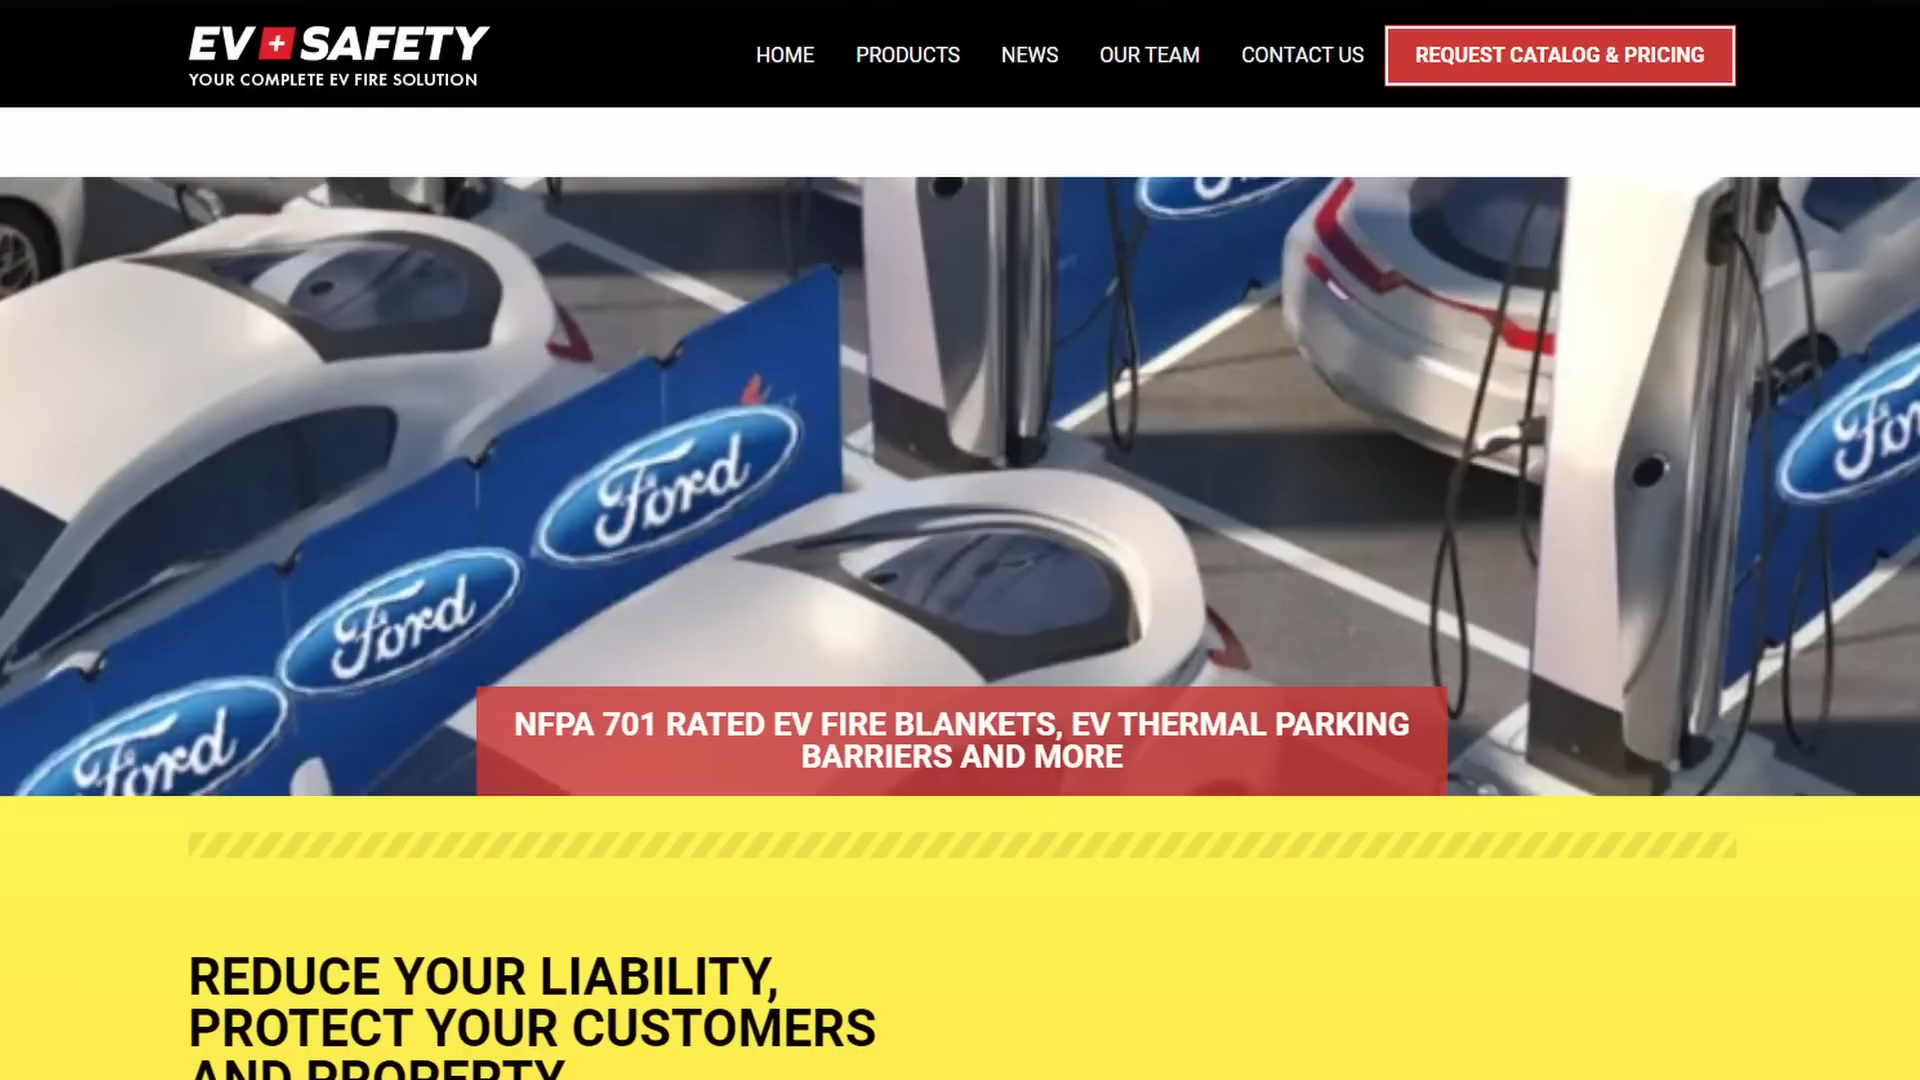 EV+SAFETY
YOUR COMPLETE EV FIRE SOLUTION
HOME PRODUCTS NEWS OUR TEAM CONTACT US REQUEST CATALOG & PRICING
Ford
Ford
Ford
NFPA 701 RATED EV FIRE BLANKETS, EV THERMAL PARKING
BARRIERS AND MORE
REDUCE YOUR LIABILITY,
PROTECT YOUR CUSTOMERS
AND PROPERTY